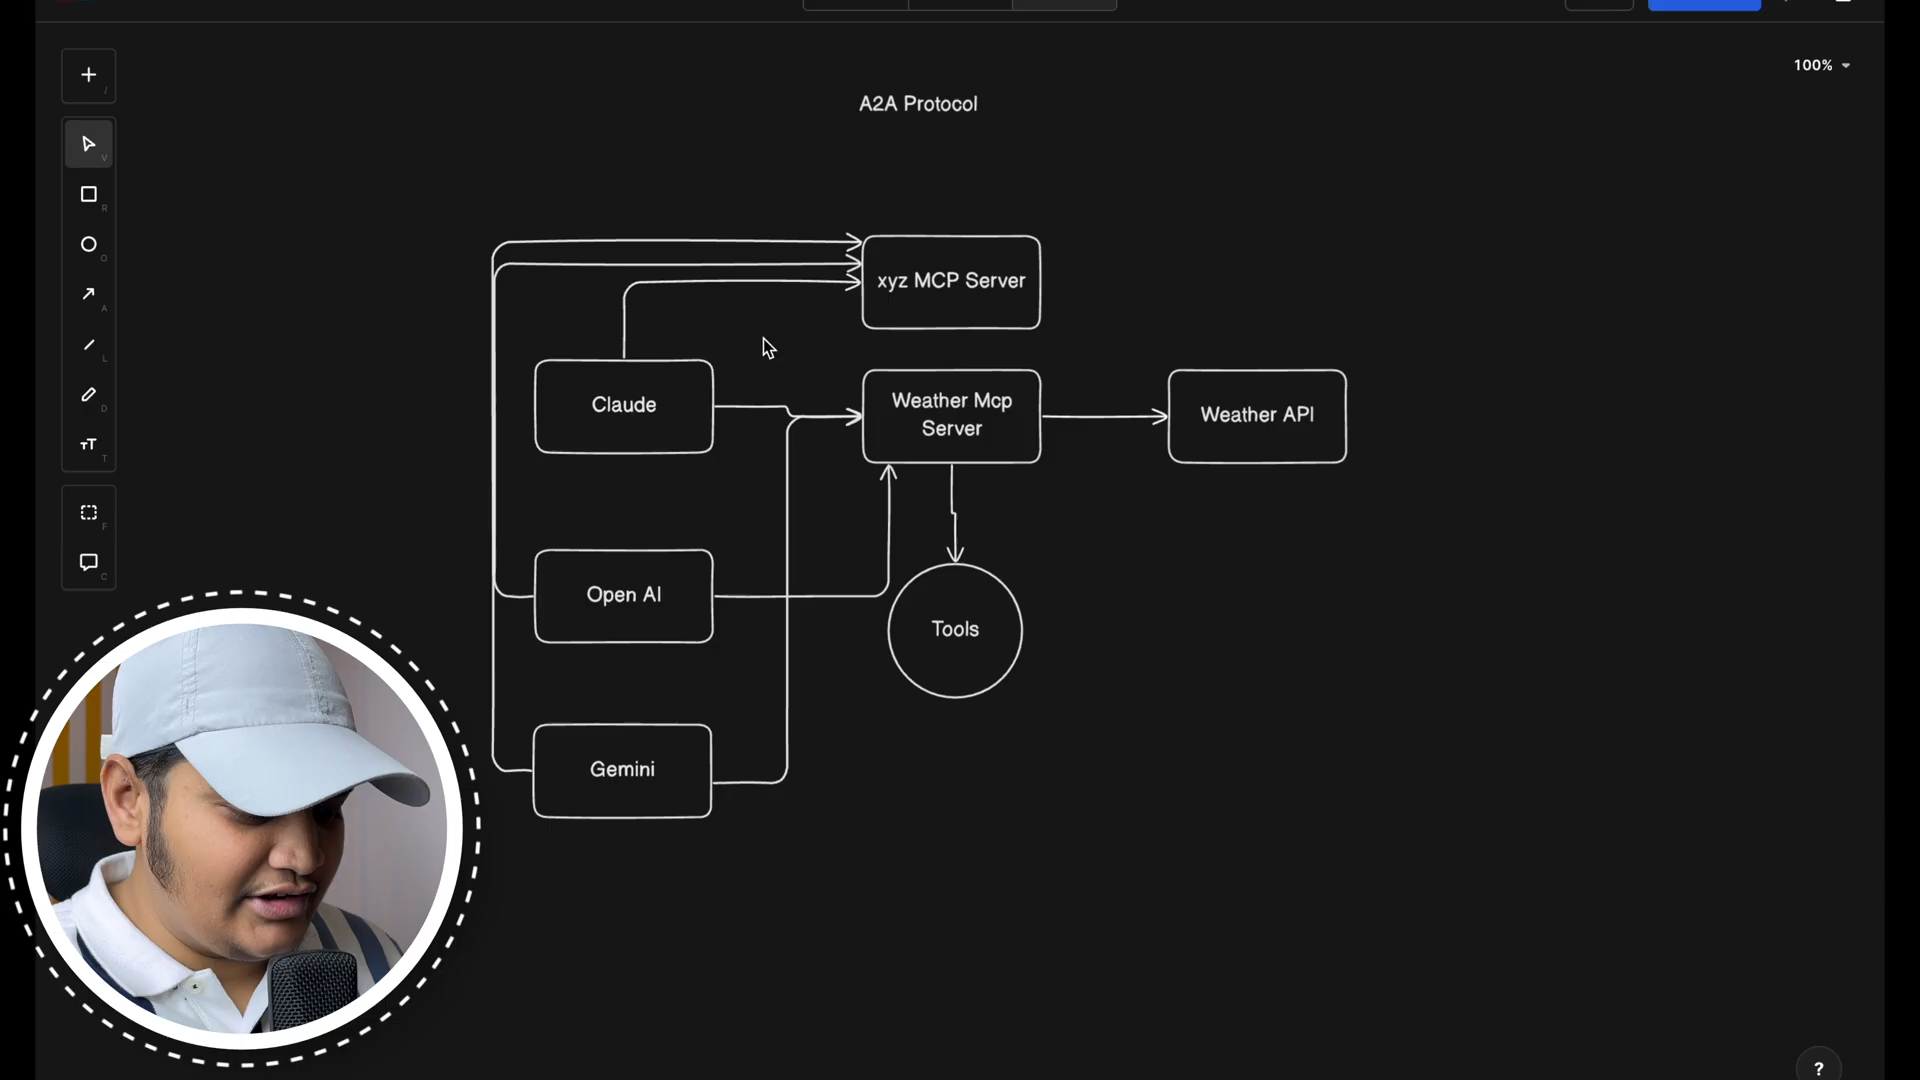 100%
A2A Protocol
xyz MCP Server
Claude
Weather Mcp
Server
Weather API
Open AI
Tools
Gemini
/
V
R
O
A
L
D
T
F
C
?